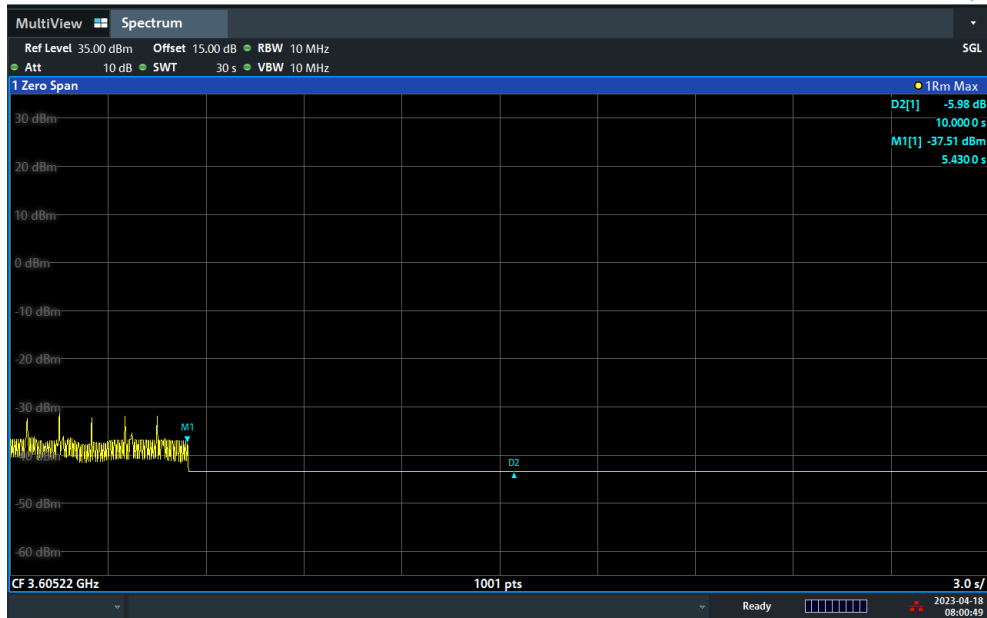 MultiView Spectrum
Ref Level 35.00 dBm Offset 15.00 dB RBW 10 MHz SGL
Att 10 dB SWT 30 s VBW 10 MHz
1 Zero Span 1Rm Max
D2[1] -5.98 dB
10.000 0 s
M1[1] -37.51 dBm
5.430 0 s
30 dBm
20 dBm
10 dBm
0 dBm
-10 dBm
-20 dBm
-30 dBm
M1
-40 dBm
D2
-50 dBm
-60 dBm
CF 3.60522 GHz 1001 pts 3.0 s/
Ready 2023-04-18
08:00:49